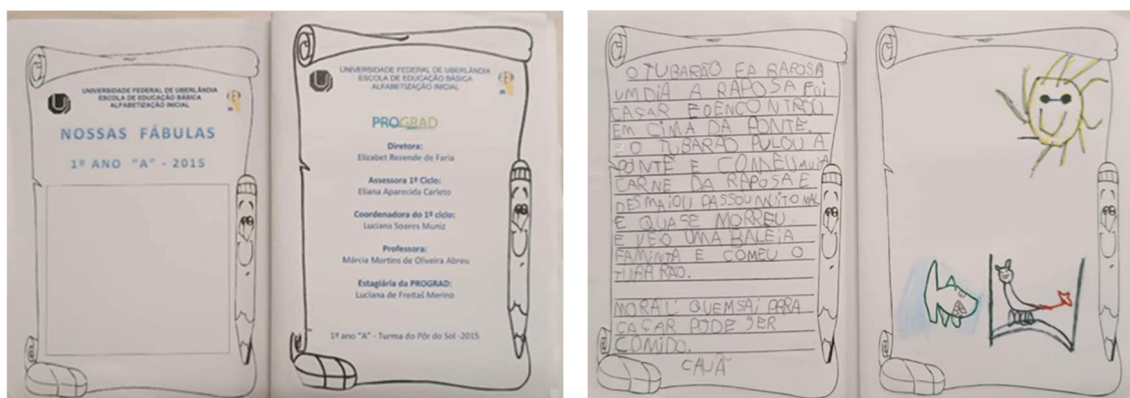 UNIVERSIDADE FEDERAL DE UBERLÂNDIA
ESCOLA DE EDUCAÇÃO BÁSICA
ALFABETIZAÇÃO INICIAL
NOSSAS FÁBULAS
1º ANO "A" - 2015
UNIVERSIDADE FEDERAL DE UBERLÂNDIA
ESCOLA DE EDUCAÇÃO BÁSICA
ALFABETIZAÇÃO INICIAL
PROGRAD
Diretora:
Elizabet Rezende de Faria
Assessora 1º Ciclo:
Eliana Aparecida Carleto
Coordenadora do 1º ciclo:
Luciana Soares Muniz
Professora:
Márcia Martins de Oliveira Abreu
Estagiária da PROGRAD:
Luciana de Freitas Merino
1º ano "A" - Turma do Pôr do Sol -2015
O TUBARÃO E A RAPOSA
UM DIA A RAPOSA FOI
CAÇAR E O ENCONTROU
EM CIMA DA PONTE.
E O TUBARÃO PULOU A
PONTE E COMEU MUITA
CARNE DA RAPOSA E
DESMAIOU PASSOU MUITO MAL
E QUASE MORREU.
E VEIO UMA BALEIA
FAMINTA E COMEU O
TUBARÃO.
MORAL: QUEM SAI PARA
CAÇAR PODE SER
COMIDO.
CAUÃ